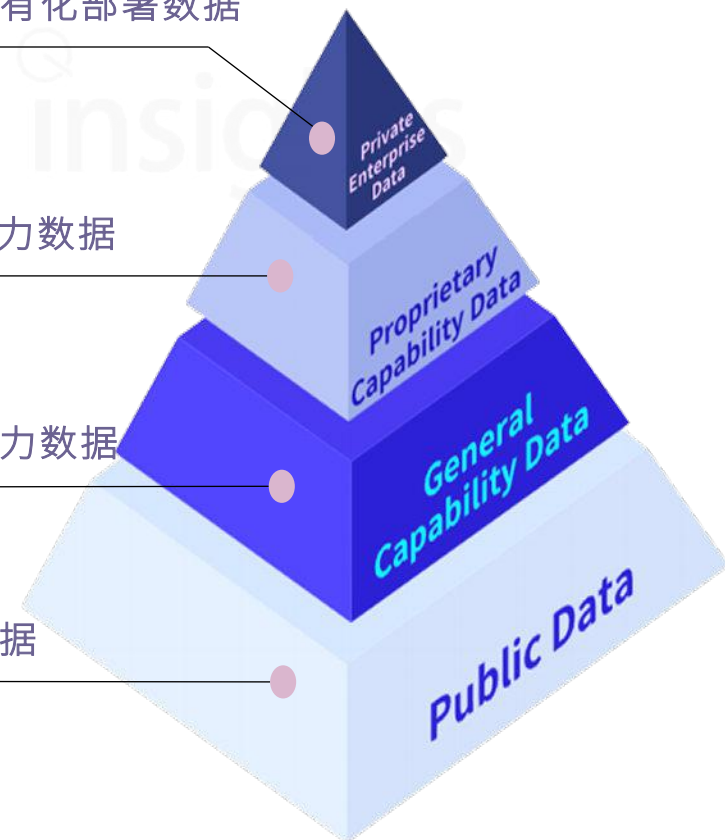 有化部署数据
Private
Enterprise
Data
力数据
Proprietary
Capability Data
力数据
General
Capability Data
据
Public Data